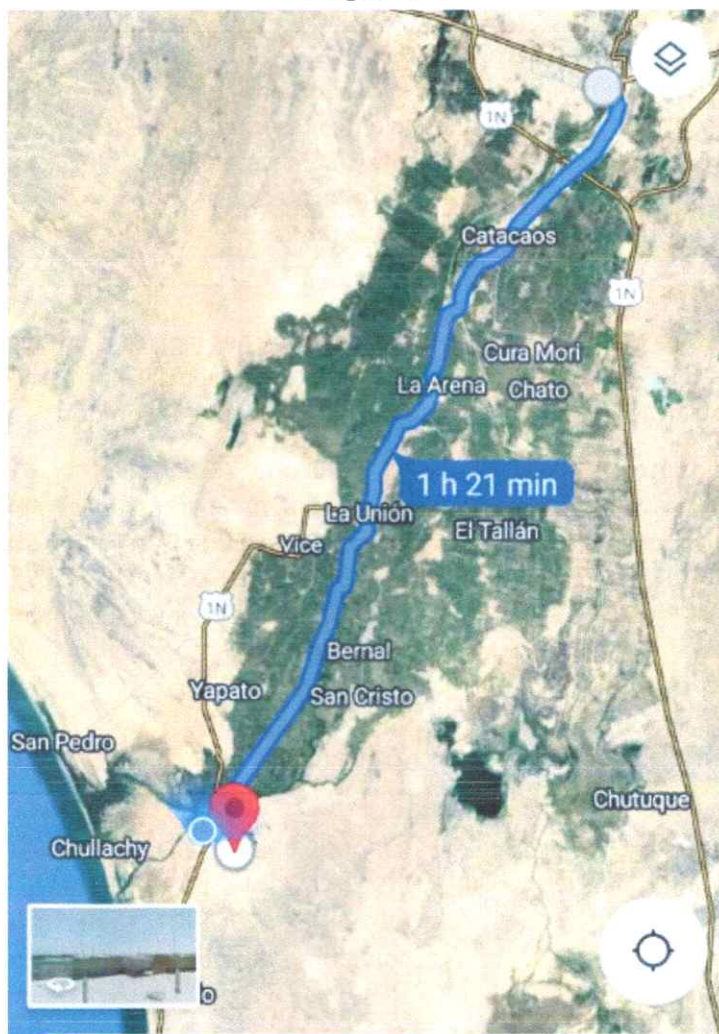 1N
Catacaos
1N
Cura Mori
La Arena
Chato
1 h 21 min
La Unión
El Tallán
Vice
1N
Bernal
Yapato
San Cristo
San Pedro
Chutuque
Chullachy
lo